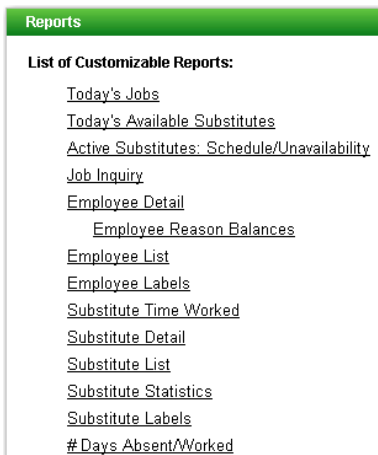 Reports
List of Customizable Reports:
Today's Jobs
Today's Available Substitutes
Active Substitutes: Schedule/Unavailability
Job Inquiry
Employee Detail
Employee Reason Balances
Employee List
Employee Labels
Substitute Time Worked
Substitute Detail
Substitute List
Substitute Statistics
Substitute Labels
# Days Absent/Worked